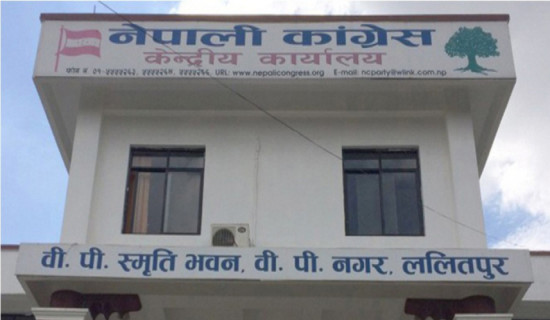 नेपाली कांग्रेस
केन्द्रीय कार्यालय
URL: www.nepalicongress.org E-mail: ncparty@wlink.com.np
वी. पी. स्मृति भवन, वी. पी. नगर, ललितपुर